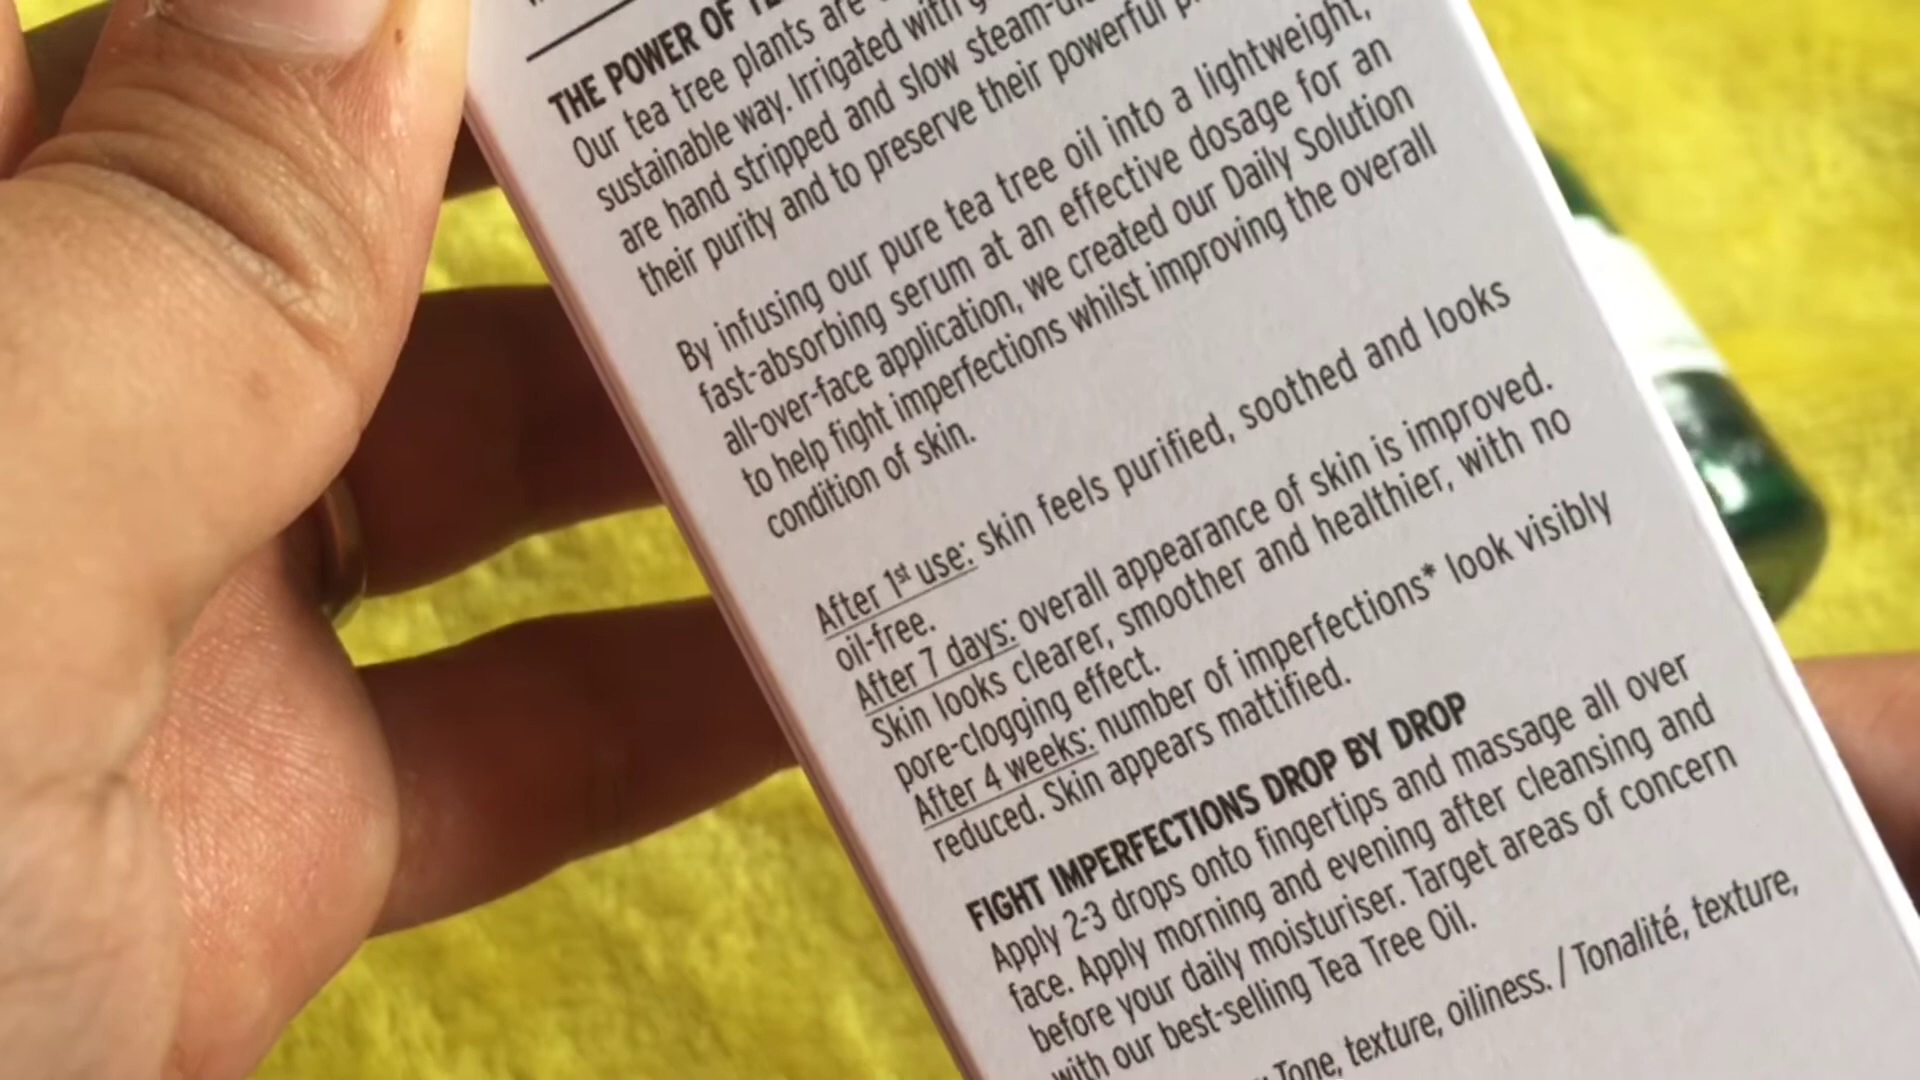 THE POWER OF
Our tea tree plants are
sustainable way. Irrigated with
are hand stripped and slow
their purity and to preserve their powerful
By infusing our pure tea tree oil into a lightweight,
fast-absorbing serum at an effective dosage for an
all-over-face application, we created our Daily Solution
to help fight imperfections whilst improving the overall
condition of skin.
After 1st use: skin feels purified, soothed and looks
oil-free.
After 7 days: overall appearance of skin is improved.
Skin looks clearer, smoother and healthier, with no
pore-clogging effect.
After 4 weeks: number of imperfections* look visibly
reduced. Skin appears mattified.
FIGHT IMPERFECTIONS DROP BY DROP
Apply 2-3 drops onto fingertips and massage all over
face. Apply morning and evening after cleansing and
before your daily moisturiser. Target areas of concern
with our best-selling Tea Tree Oil.
Tone, texture, oiliness. / Tonalité, texture,